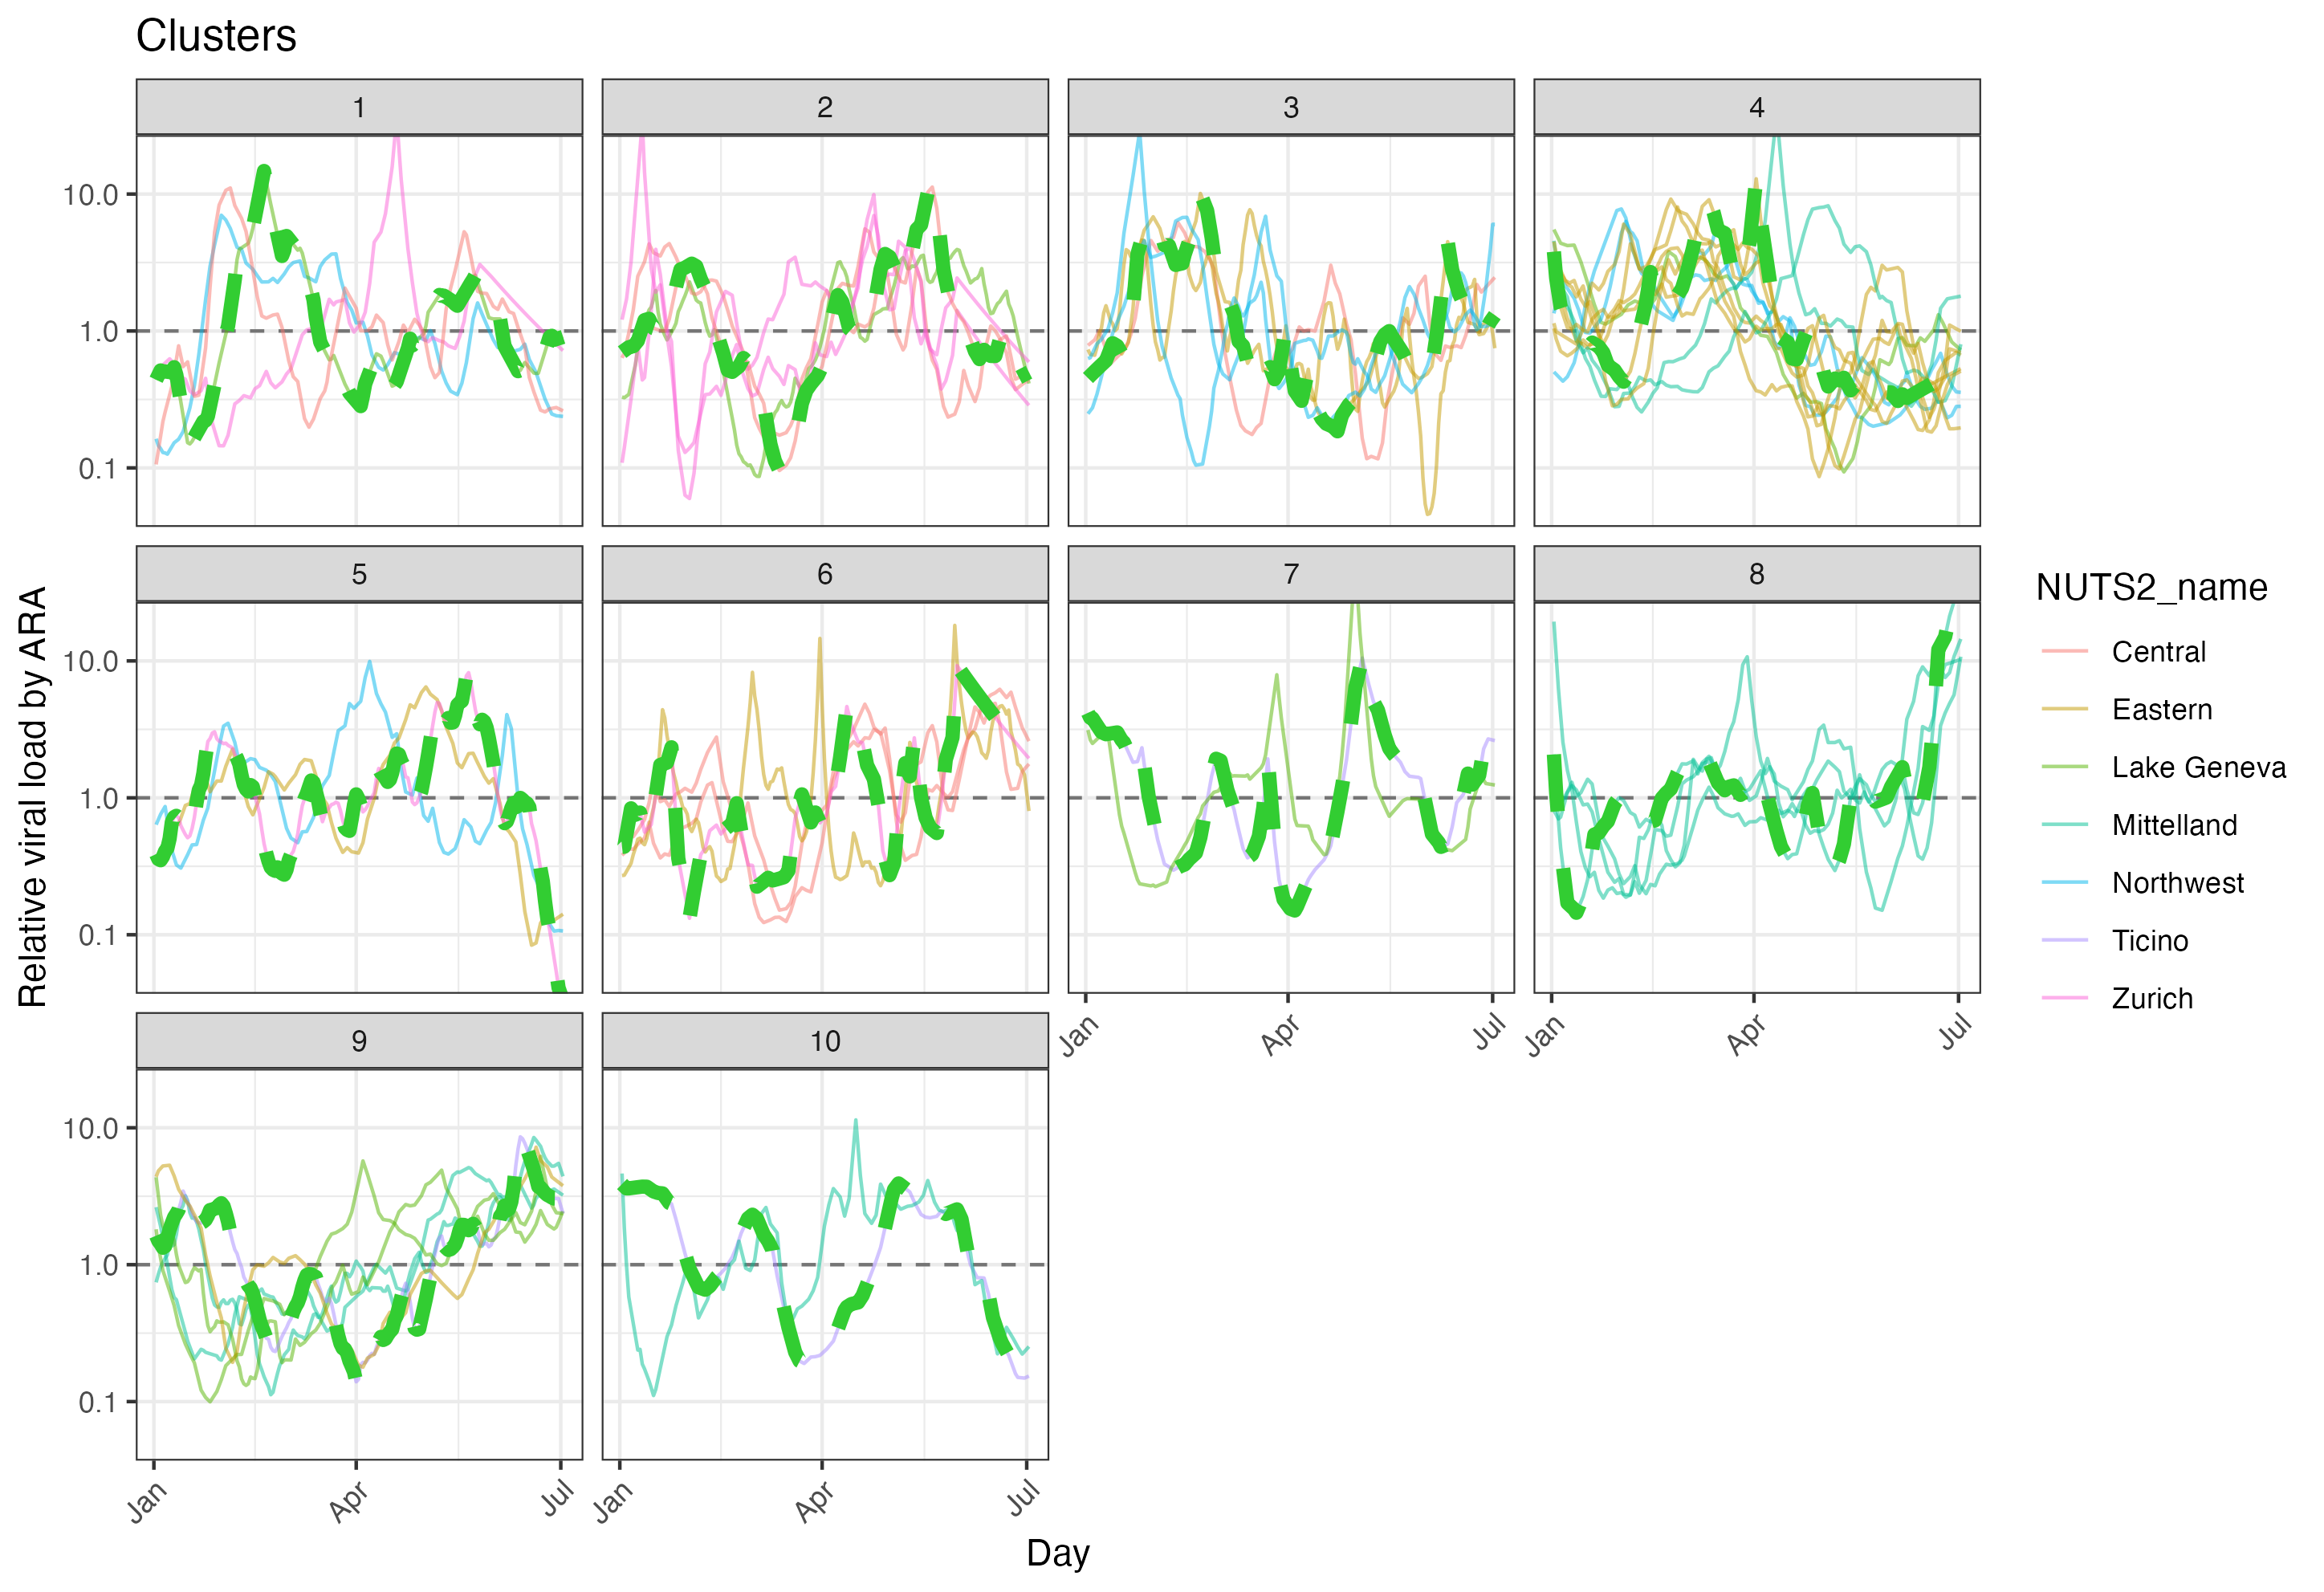 Clusters
1
2
3
4
10.0
1.0
0.1
5
6
7
8
10.0
1.0
0.1
Jan
Apr
Jul
Jan
Apr
Jul
9
10
10.0
1.0
0.1
Jan
Apr
Jul
Jan
Apr
Jul
Day
Relative viral load by ARA
NUTS2_name
Central
Eastern
Lake Geneva
Mittelland
Northwest
Ticino
Zurich